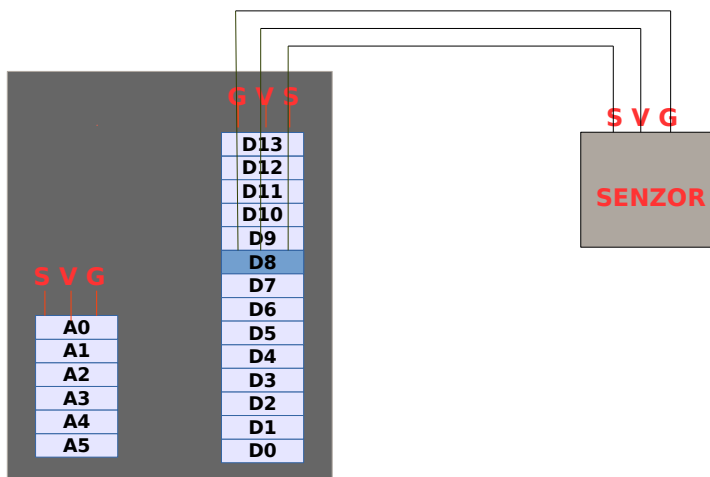 G V S
D13
D12
D11
D10
D9
D8
D7
D6
D5
D4
D3
D2
D1
D0
S V G
A0
A1
A2
A3
A4
A5
S V G
SENZOR